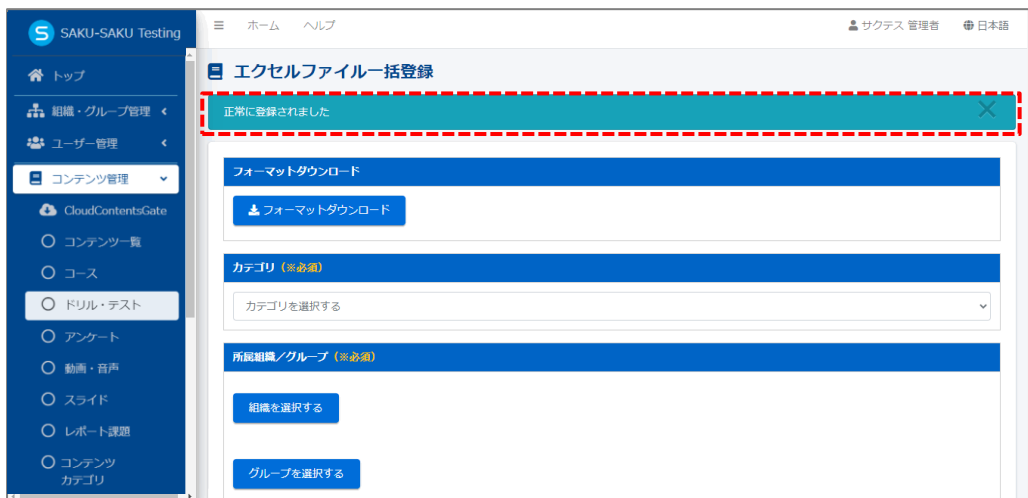 SAKU-SAKU Testing
ホーム ヘルプ
サクテス 管理者 日本語
トップ
組織・グループ管理
ユーザー管理
コンテンツ管理
CloudContentsGate
コンテンツ一覧
コース
ドリル・テスト
アンケート
動画・音声
スライド
レポート課題
コンテンツ
カテゴリ
エクセルファイル一括登録
正常に登録されました
フォーマットダウンロード
フォーマットダウンロード
カテゴリ（※必須）
カテゴリを選択する
所属組織／グループ（※必須）
組織を選択する
グループを選択する